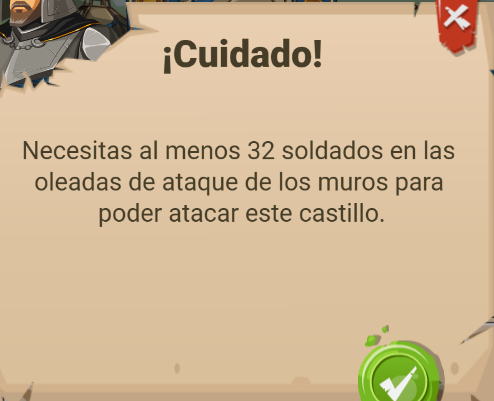 ¡Cuidado!
Necesitas al menos 32 soldados en las
oleadas de ataque de los muros para
poder atacar este castillo.